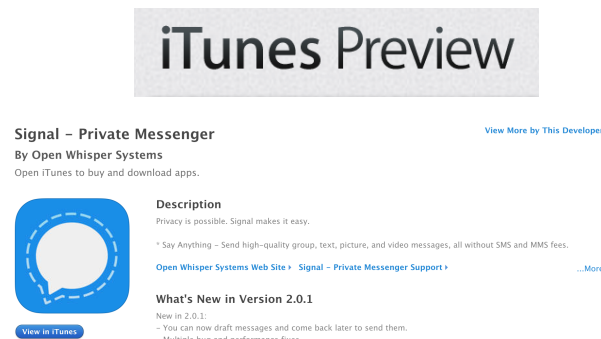 iTunes Preview
Signal - Private Messenger
View More by This Develope
By Open Whisper Systems
Open iTunes to buy and download apps.
Description
Privacy is possible. Signal makes it easy.
* Say Anything - Send high-quality group, text, picture, and video messages, all without SMS and MMS fees.
Open Whisper Systems Web Site Signal - Private Messenger Support
...More
What's New in Version 2.0.1
New in 2.0.1:
- You can now draft messages and come back later to send them.
View in iTunes